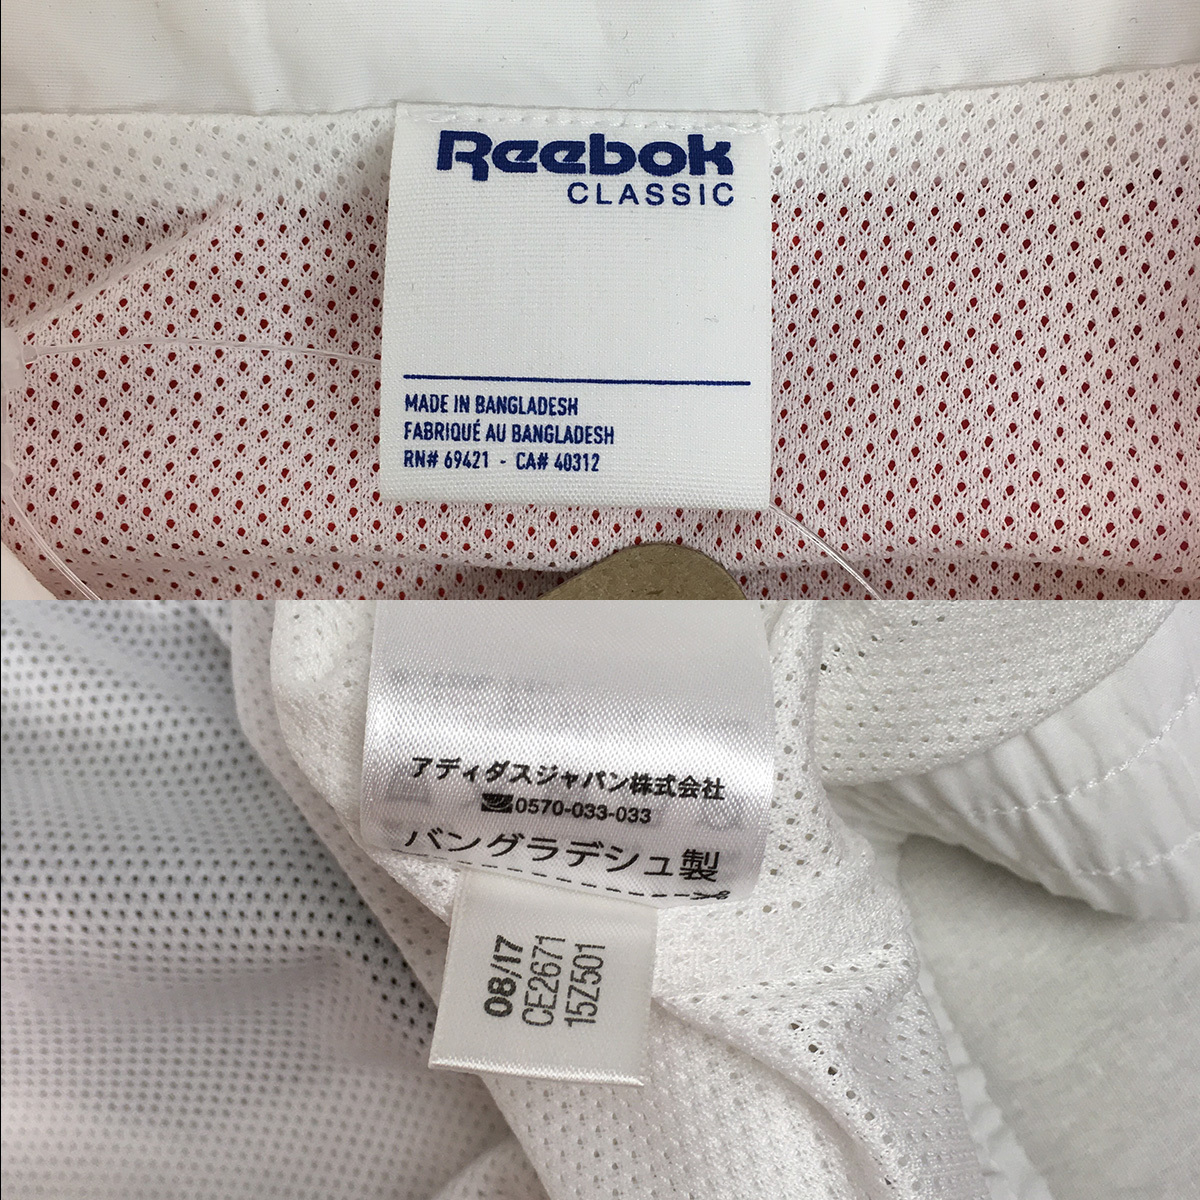 Reebok
CLASSIC
MADE IN BANGLADESH
FABRIQUÉ AU BANGLADESH
RN# 69421 - CA# 40312
アディダスジャパン株式会社
0570-033-033
バングラデシュ製
08/17
CE2671
15Z501